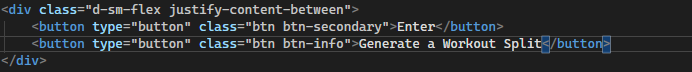 <div class="d-sm-flex justify-content-between">
<button type="button" class="btn btn-secondary">Enter</button>
<button type="button" class="btn btn-info">Generate a Workout Split</button>
</div>